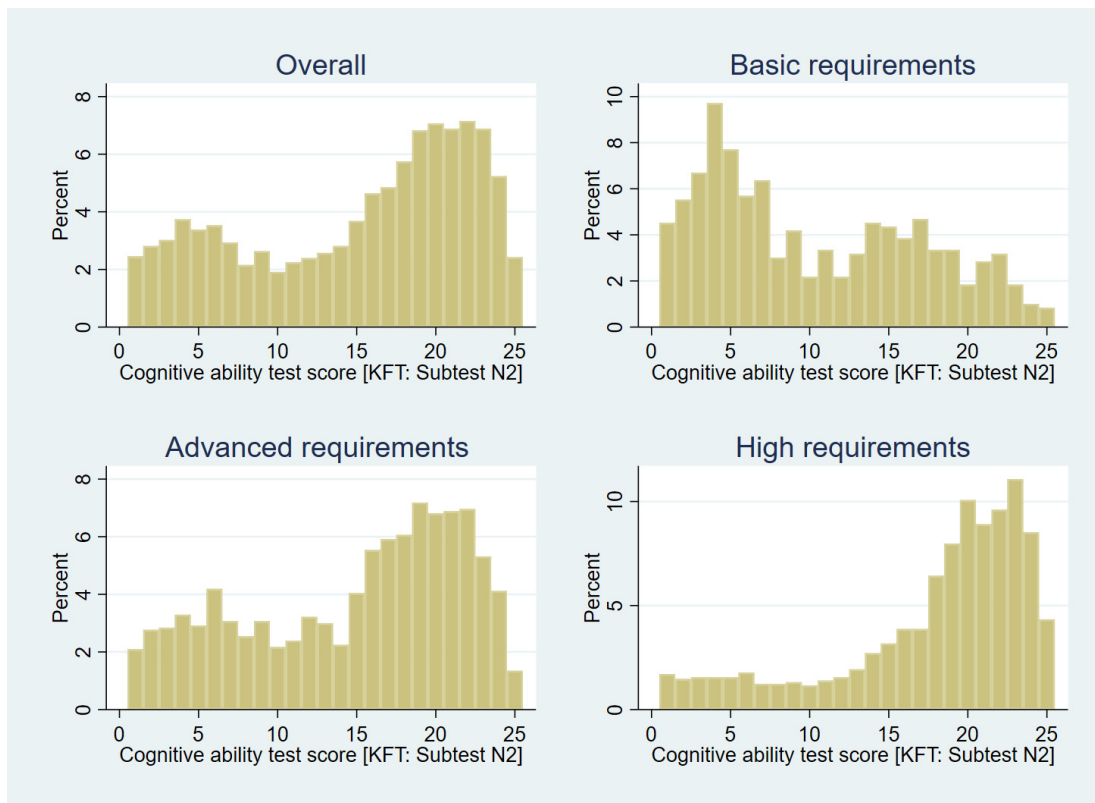 Overall
8
6
4
2
0
Percent
0 5 10 15 20 25
Cognitive ability test score [KFT: Subtest N2]
Basic requirements
10
8
6
4
2
0
Percent
0 5 10 15 20 25
Cognitive ability test score [KFT: Subtest N2]
Advanced requirements
8
6
4
2
0
Percent
0 5 10 15 20 25
Cognitive ability test score [KFT: Subtest N2]
High requirements
10
5
0
Percent
0 5 10 15 20 25
Cognitive ability test score [KFT: Subtest N2]